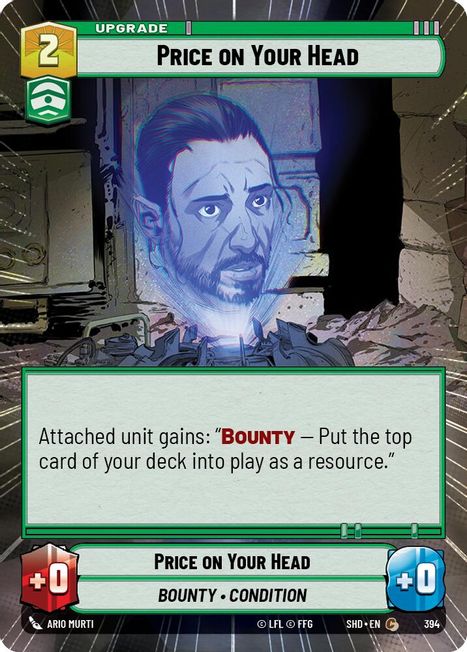 2
UPGRADE
PRICE ON YOUR HEAD
Attached unit gains: “BOUNTY – Put the top
card of your deck into play as a resource.”
+0
PRICE ON YOUR HEAD
BOUNTY • CONDITION
+0
ARIO MURTI
© LFL © FFG
SHD • EN
G
394